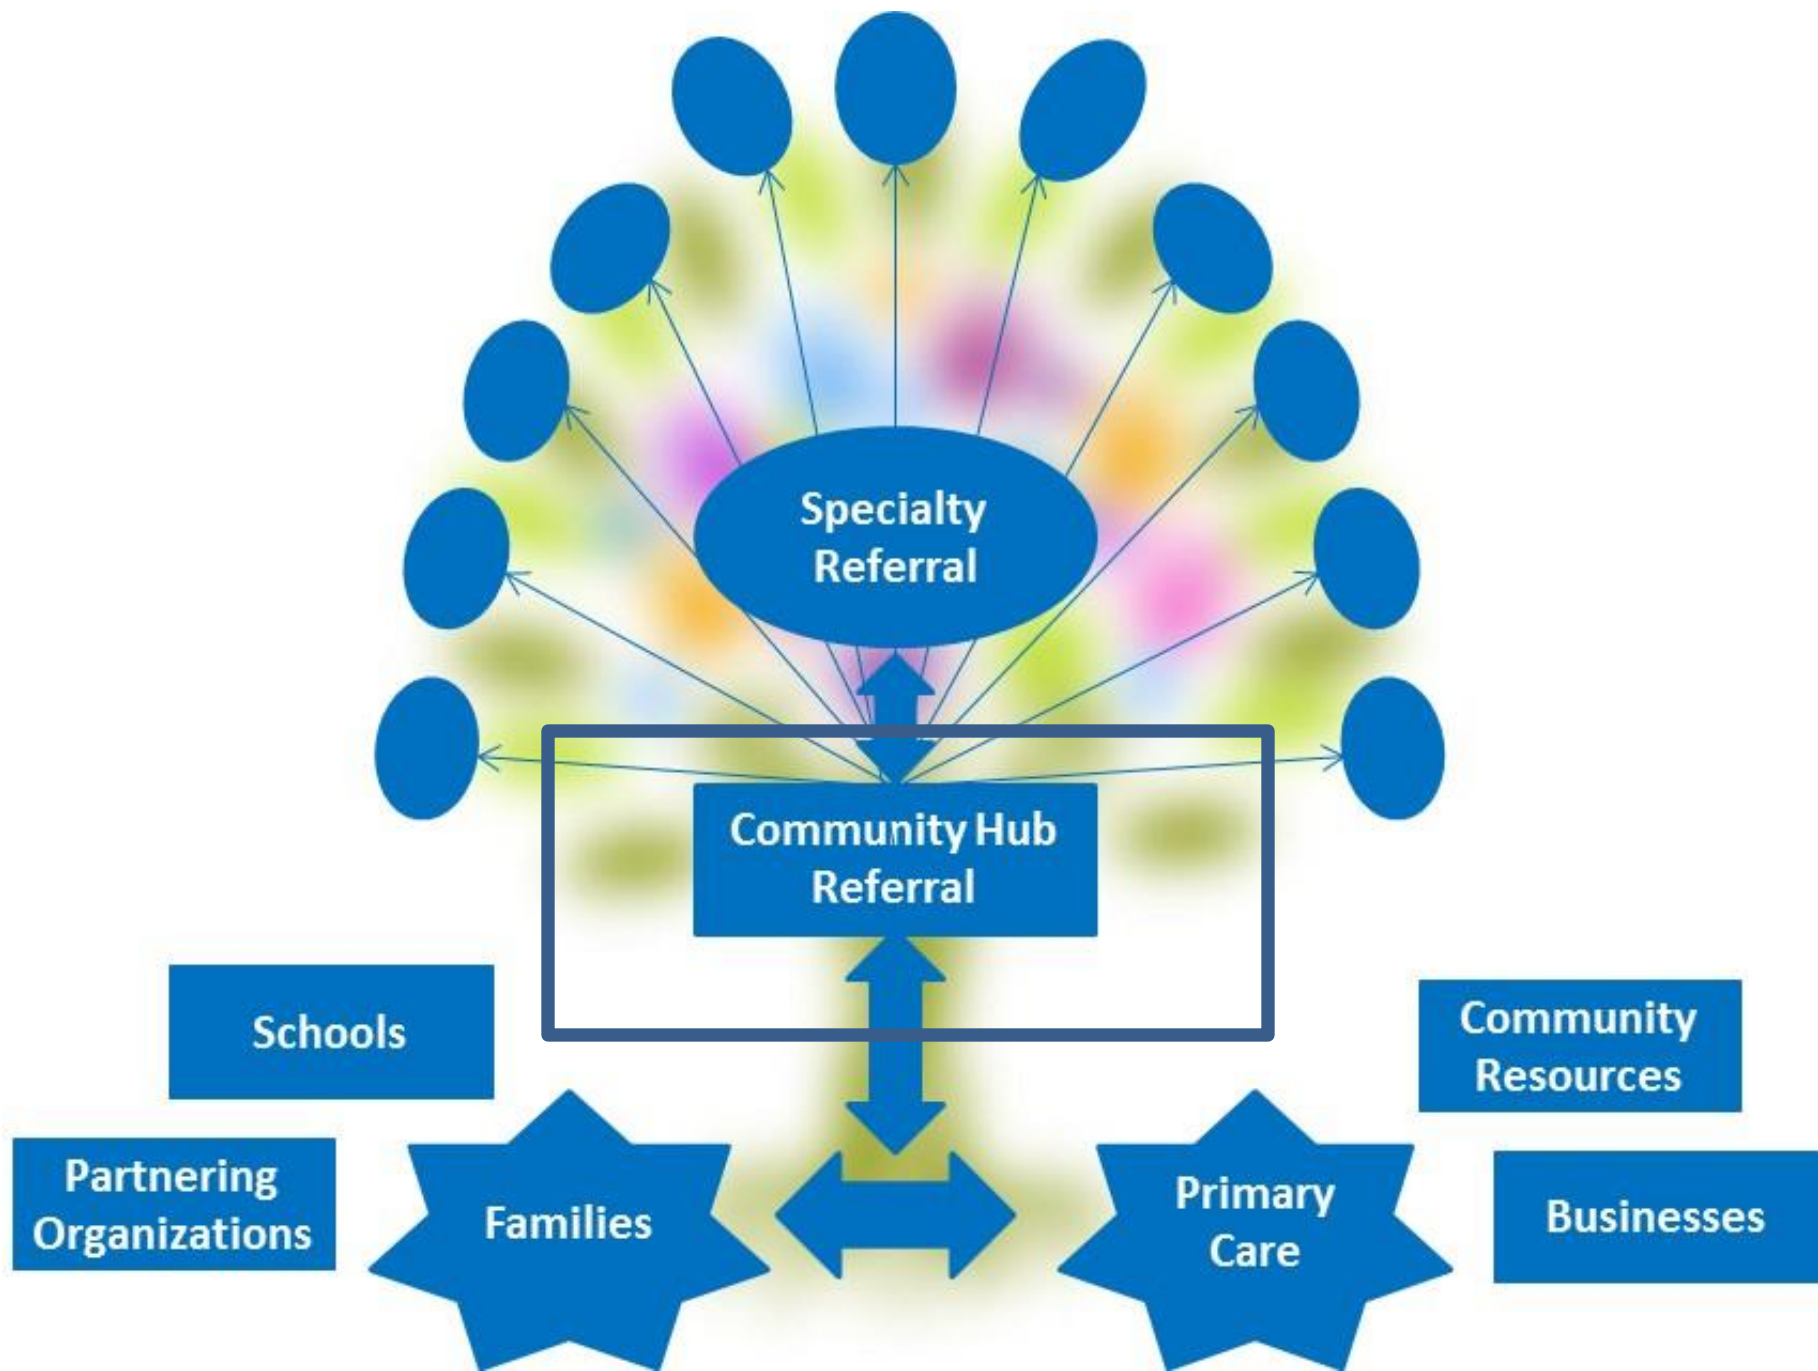 Specialty
Referral
Community Hub
Referral
Schools
Community
Resources
Partnering
Organizations
Families
Primary
Care
Businesses